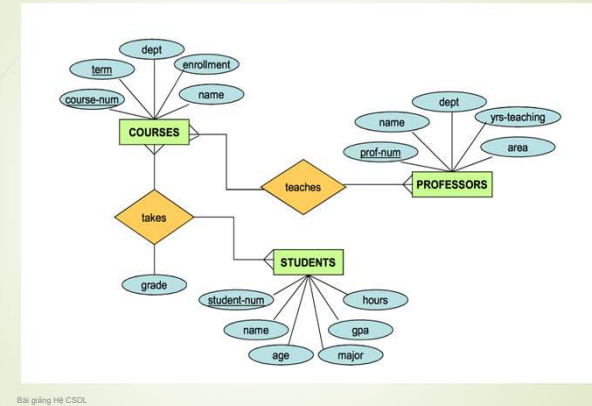 dept
term
enrollment
course-num
name
COURSES
dept
name
yrs-teaching
prof-num
area
teaches
PROFESSORS
takes
STUDENTS
grade
student-num
hours
name
gpa
age
major
Bài giảng Hệ CSDL